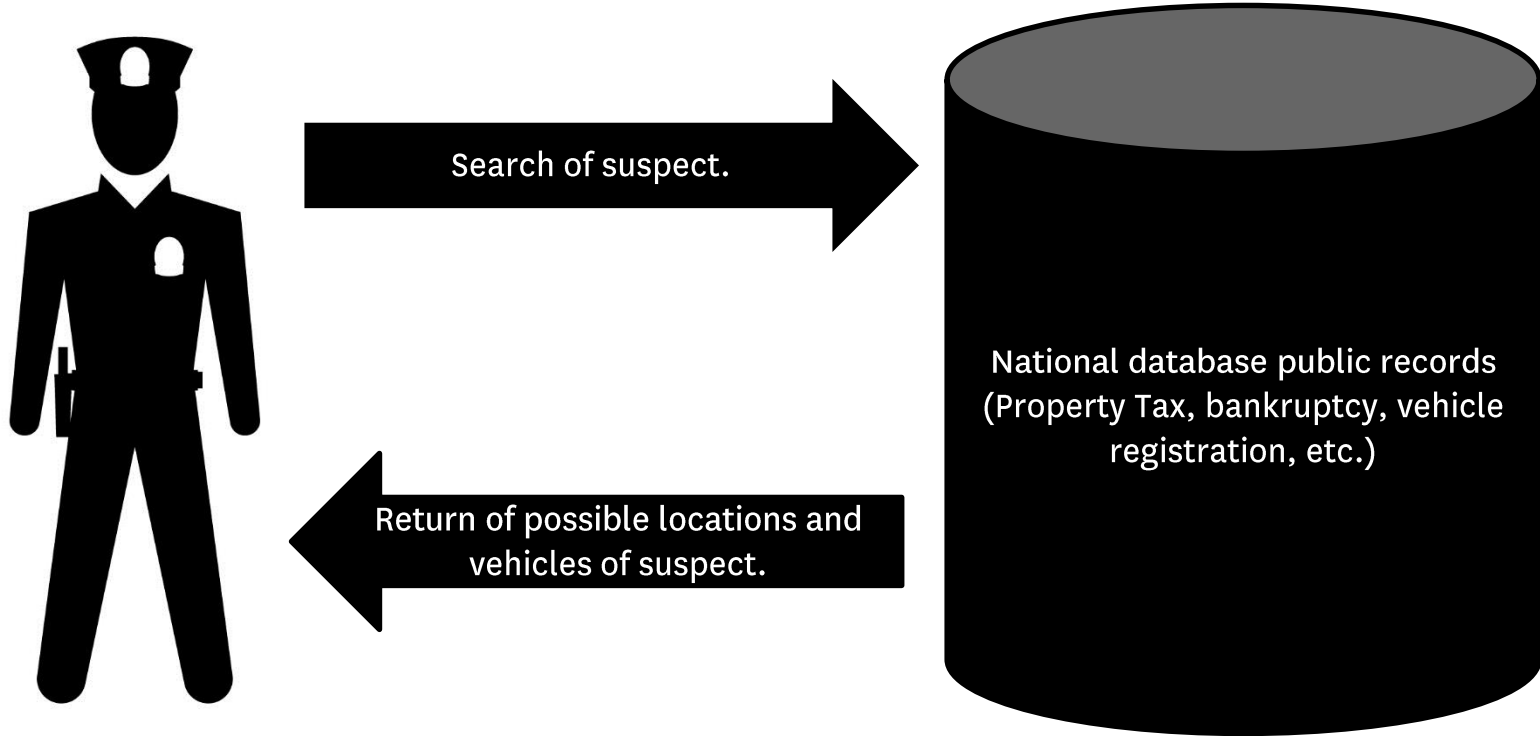 Search of suspect.
National database public records
(Property Tax, bankruptcy, vehicle
registration, etc.)
Return of possible locations and
vehicles of suspect.